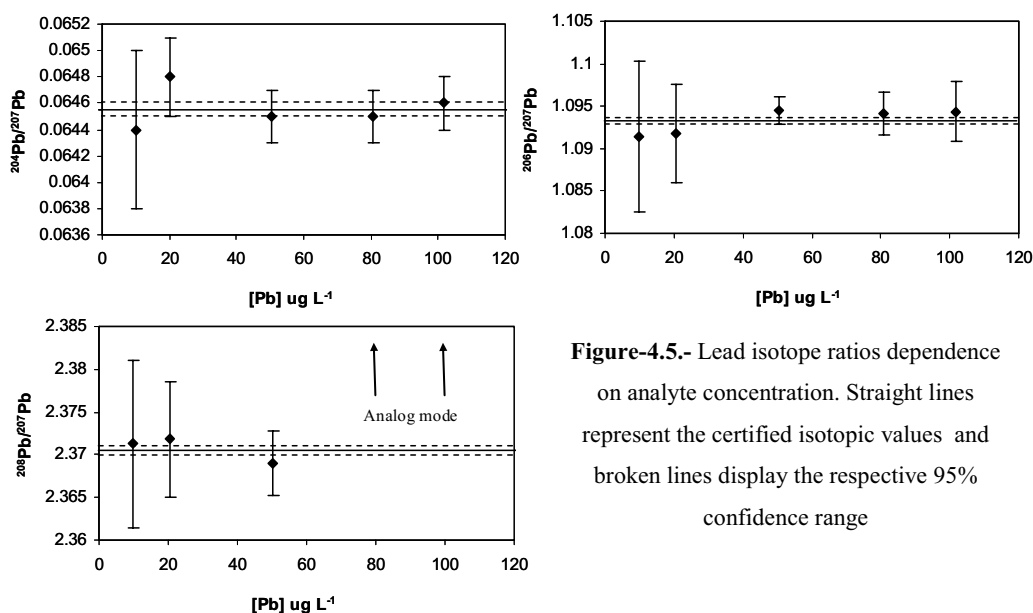 0.0652
0.065
0.0648
0.0646
0.0644
0.0642
0.064
0.0638
0.0636
²⁰⁴Pb/²⁰⁷Pb
0 20 40 60 80 100 120
[Pb] ug L⁻¹
1.105
1.1
1.095
1.09
1.085
1.08
²⁰⁶Pb/²⁰⁷Pb
0 20 40 60 80 100 120
[Pb] ug L⁻¹
2.385
2.38
2.375
2.37
2.365
2.36
²⁰⁸Pb/²⁰⁷Pb
Analog mode
0 20 40 60 80 100 120
[Pb] ug L⁻¹
Figure-4.5.- Lead isotope ratios dependence
on analyte concentration. Straight lines
represent the certified isotopic values and
broken lines display the respective 95%
confidence range